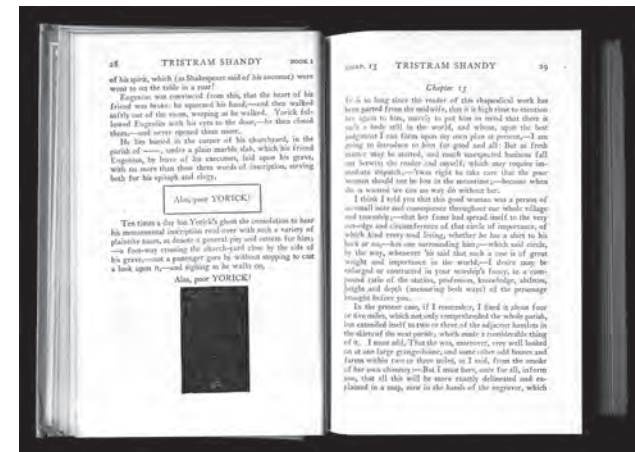 28 TRISTRAM SHANDY BOOK I
of his spirit, which (as Shakespear said of his ancestor) were
wont to set the table in a roar!
Eugenius was convinced from this, that the heart of his
friend was broke: he squeezed his hand,—and then walked
softly out of the room, weeping as he walked. Yorick fol-
lowed Eugenius with his eyes to the door,—he then closed
them,—and never opened them more.
He lies buried in the corner of his churchyard, in the
parish of ——, under a plain marble slab, which his friend
Eugenius, by leave of his executors, laid upon his grave,
with no more than these three words of inscription, serving
both for his epitaph and elegy.
Alas, poor YORICK!
Ten times a day has Yorick's ghost the consolation to hear
his monumental inscription read over with such a variety of
plaintive tones, as denote a general pity and esteem for him;
—a foot-way crossing the church-yard close by the side of
his grave,—not a passenger goes by without stopping to cast
a look upon it,—and sighing as he walks on,
Alas, poor YORICK!
CHAP. 13 TRISTRAM SHANDY 29
Chapter 13
It is so long since the reader of this rhapsodical work has
been parted from the midwife, that it is high time to mention
her again to him, merely to put him in mind that there is
such a body still in the world, and whom, upon the best
judgment I can form upon my own plan at present,—I am
going to introduce to him for good and all: But as fresh
matter may be started, and much unexpected business fall
out betwixt the reader and myself, which may require im-
mediate dispatch;—'twas right to take care that the poor
woman should not be lost in the meantime;—because when
she is wanted we can no way do without her.
I think I told you that this good woman was a person of
no small note and consequence throughout our whole village
and township;—that her fame had spread itself to the very
out-edge and circumference of that circle of importance, of
which kind every soul living, whether he has a shirt to his
back or no,—has one surrounding him;—which said circle,
by the way, whenever 'tis said that such a one is of great
weight and importance in the world,—I desire may be
enlarged or contracted in your worship's fancy, in a com-
pound ratio of the station, profession, knowledge, abilities,
height and depth (measuring both ways) of the personage
brought before you.
In the present case, if I remember, I fixed it about four
or five miles, which not only comprehended the whole parish,
but extended itself to two or three of the adjacent hamlets in
the skirts of the next parish; which made a considerable thing
of it. I must add, That she was, moreover, very well looked
on at one large grange-house, and some other odd houses and
farms within two or three miles, as I said, from the smoke
of her own chimney:—But I must here, once for all, inform
you, that all this will be more exactly delineated and ex-
plained in a map, now in the hands of the engraver, which